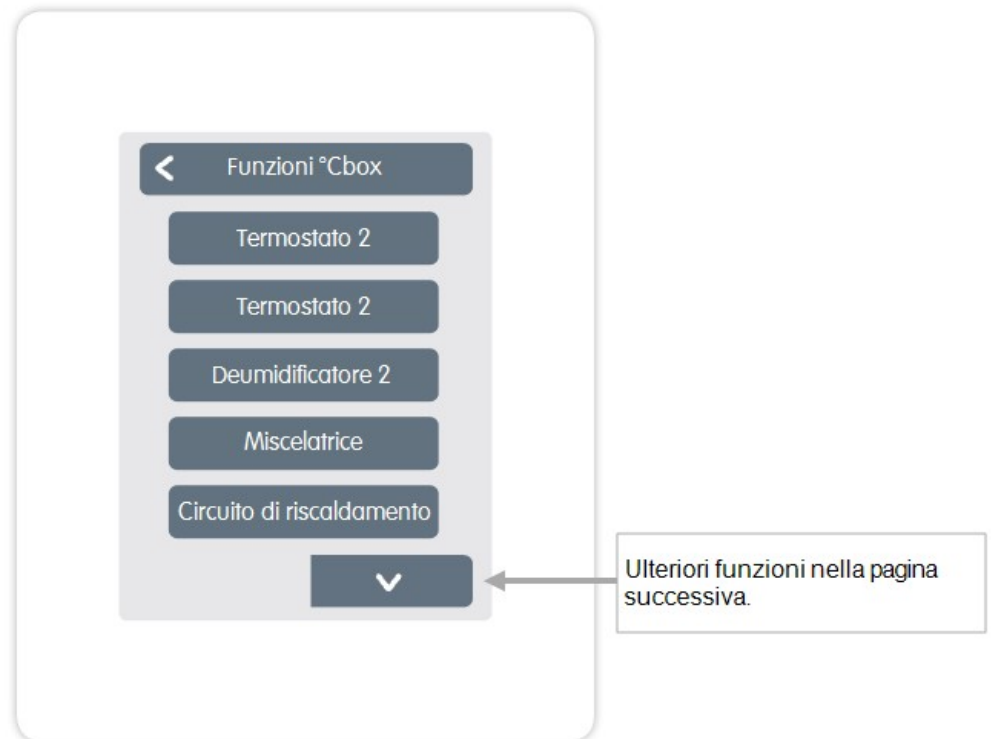 Funzioni °Cbox
Termostato 2
Termostato 2
Deumidificatore 2
Miscelatrice
Circuito di riscaldamento
Ulteriori funzioni nella pagina
successiva.